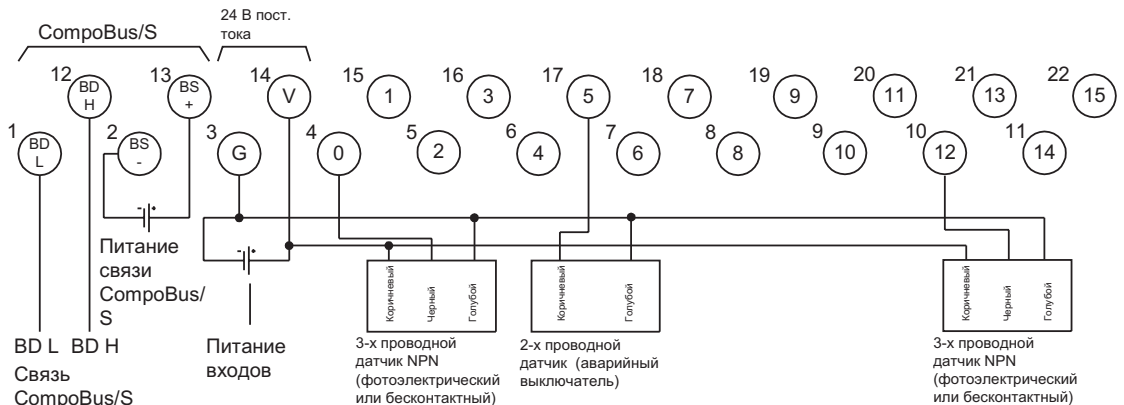 CompoBus/S
24 В пост.
тока
12 BD H
13 BS +
14 V
15 1
16 3
17 5
18 7
19 9
20 11
21 13
22 15
1 BD L
2 BS -
3 G
4 0
5 2
6 4
7 6
8 8
9 10
10 12
11 14
- +
- +
Питание
связи
CompoBus/
S
Коричневый
Черный
Голубой
Коричневый
Голубой
Коричневый
Черный
Голубой
BD L BD H
Связь
CompoBus/S
Питание
входов
3-х проводной
датчик NPN
(фотоэлектрический
или бесконтактный)
2-х проводной
датчик (аварийный
выключатель)
3-х проводной
датчик NPN
(фотоэлектрический
или бесконтактный)